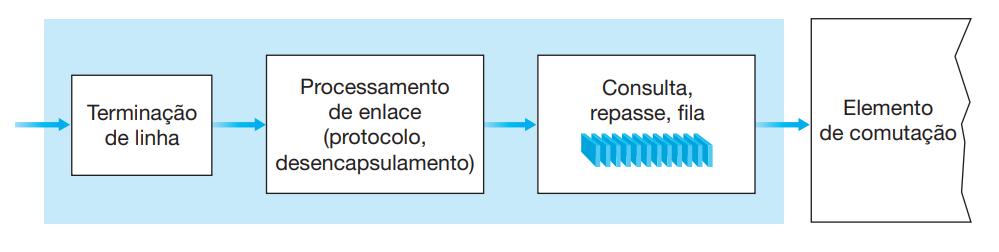 Terminação
de linha
Processamento
de enlace
(protocolo,
desencapsulamento)
Consulta,
repasse, fila
Elemento
de comutação